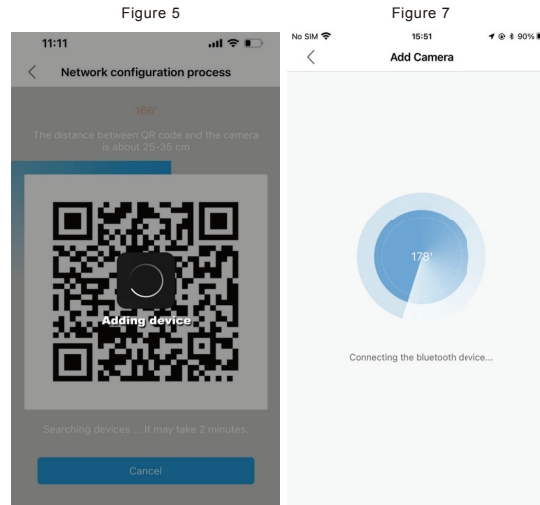 Figure 5
11:11
Network configuration process
166'
The distance between QR code and the camera
is about 25-35 cm
Adding device
Searching devices ... It may take 2 minutes.
Cancel
Figure 7
No SIM
15:51
90%
Add Camera
178'
Connecting the bluetooth device...